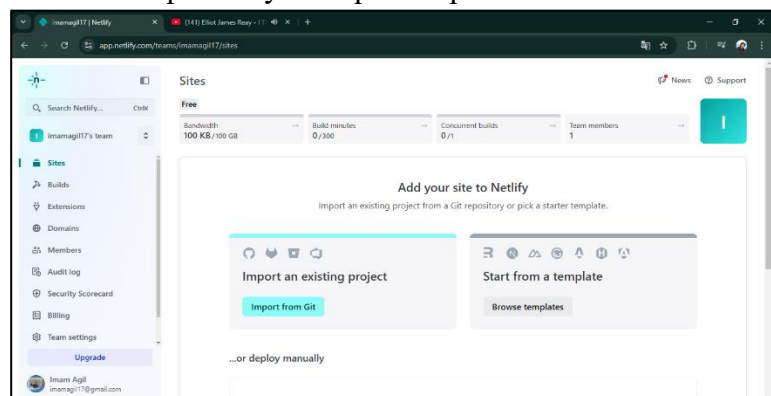 imamagil17 | Netlify
(141) Elliot James Reay - I T
app.netlify.com/teams/imamagil17/sites
Sites
News
Support
Search Netlify...
Ctrl K
Free
imamagil17's team
Bandwidth
100 KB/100 GB
Build minutes
0/300
Concurrent builds
0/1
Team members
1
I
Sites
Builds
Extensions
Domains
Members
Audit log
Security Scorecard
Billing
Team settings
Upgrade
Imam Agil
imamagil17@gmail.com
Add your site to Netlify
Import an existing project from a Git repository or pick a starter template.
Import an existing project
Import from Git
Start from a template
Browse templates
...or deploy manually